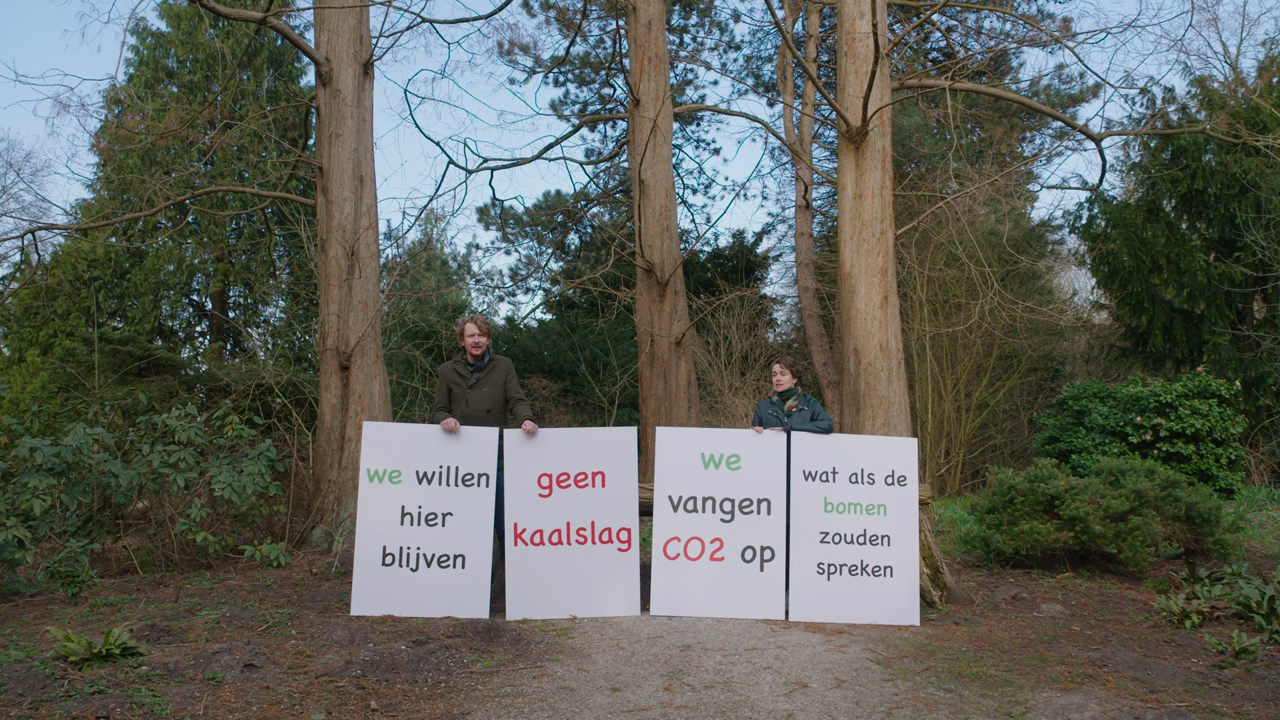 we willen
hier
blijven
geen
kaalslag
we
vangen
CO2 op
wat als de
bomen
zouden
spreken